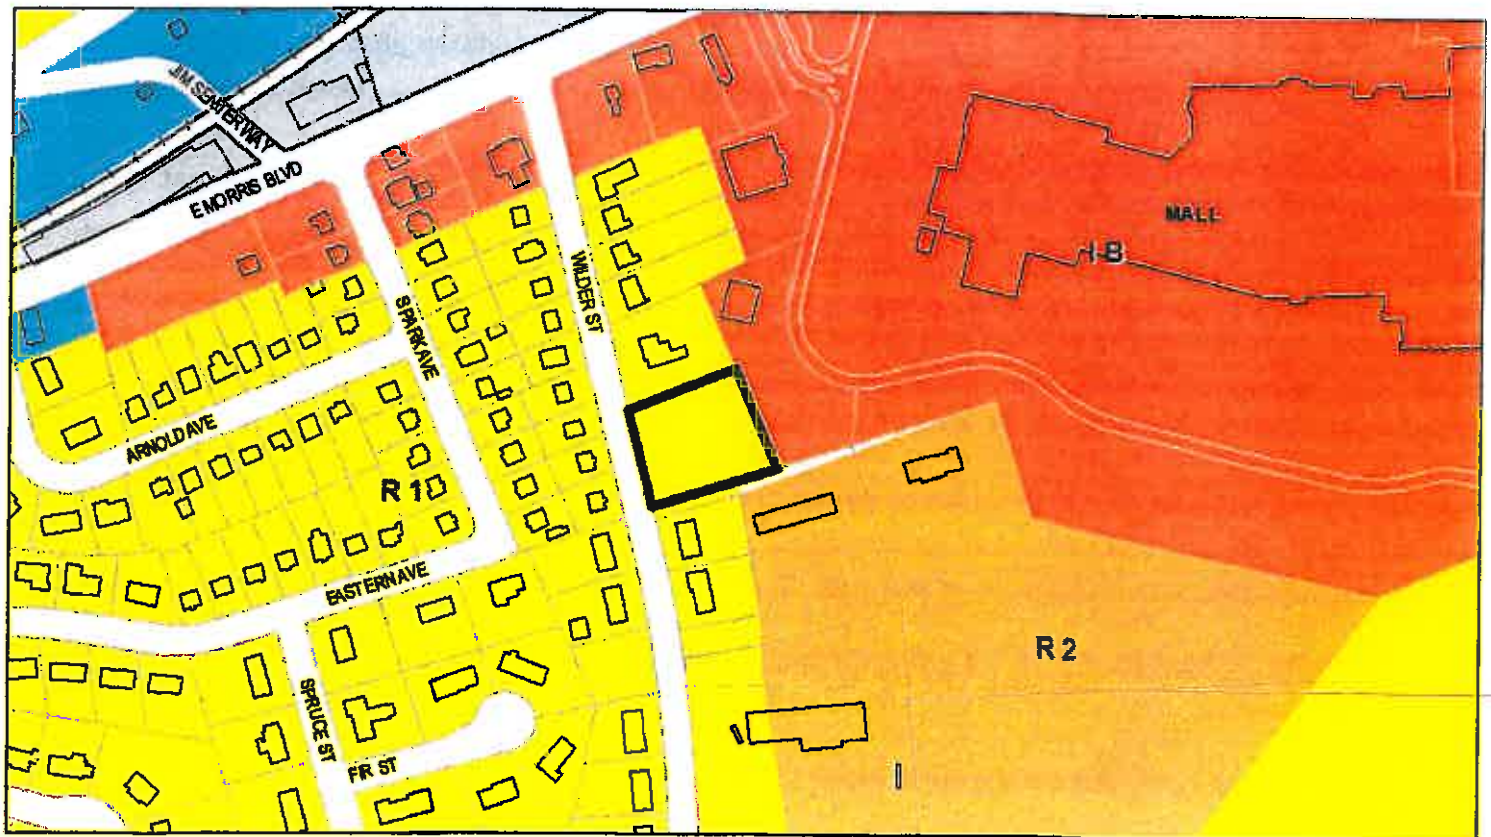 JIM SENTER WAY
E MORRIS BLVD
MALL
H-B
WILDER ST
SPARK AVE
ARNOLD AVE
R 1
EASTERN AVE
R 2
SPRUCE ST
FIR ST